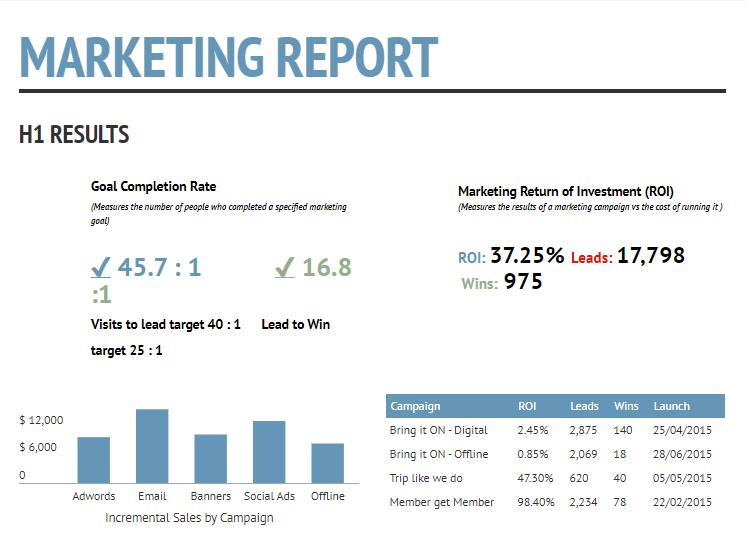 MARKETING REPORT
H1 RESULTS
Goal Completion Rate
(Measures the number of people who completed a specified marketing
goal)
✓ 45.7 : 1 ✓ 16.8
:1
Visits to lead target 40 : 1 Lead to Win
target 25 : 1
Marketing Return of Investment (ROI)
(Measures the results of a marketing campaign vs the cost of running it )
ROI: 37.25% Leads: 17,798
Wins: 975
$ 12,000
$ 6,000
0
Adwords Email Banners Social Ads Offline
Incremental Sales by Campaign
Campaign ROI Leads Wins Launch
Bring it ON - Digital 2.45% 2,875 140 25/04/2015
Bring it ON - Offline 0.85% 2,069 18 28/06/2015
Trip like we do 47.30% 620 40 05/05/2015
Member get Member 98.40% 2,234 78 22/02/2015